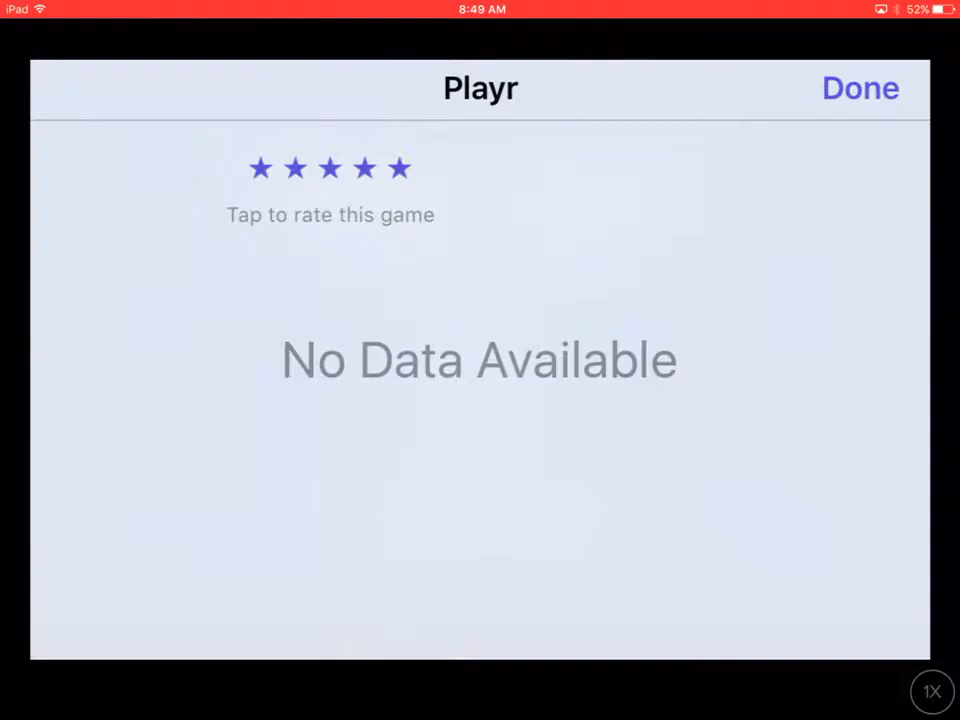 iPad 8:49 AM 52%
Playr Done
Tap to rate this game
No Data Available
1X